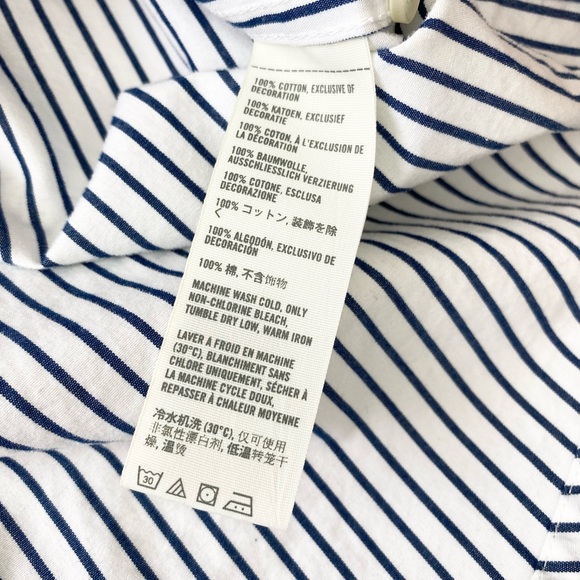 100% COTTON, EXCLUSIVE OF
DECORATION
100% KATOEN, EXKLUSIEF
DECORATIE
100% COTON, À L'EXCLUSION DE
LA DÉCORATION
100% BAUMWOLLE,
AUSSCHLIESSLICH VERZIERUNG
100% COTONE, ESCLUSA
DECORAZIONE
100% コットン, 装飾を除
く
100% ALGODÓN, EXCLUSIVO DE
DECORACIÓN
100% 棉, 不含饰物
MACHINE WASH COLD, ONLY
NON-CHLORINE BLEACH,
TUMBLE DRY LOW, WARM IRON
LAVER À FROID EN MACHINE
(30°C), BLANCHIMENT SANS
CHLORE UNIQUEMENT, SÉCHER À
LA MACHINE CYCLE DOUX,
REPASSER À CHALEUR MOYENNE
冷水机洗 (30°C), 仅可使用
非氯性漂白剂, 低温转笼干
燥, 温烫
30